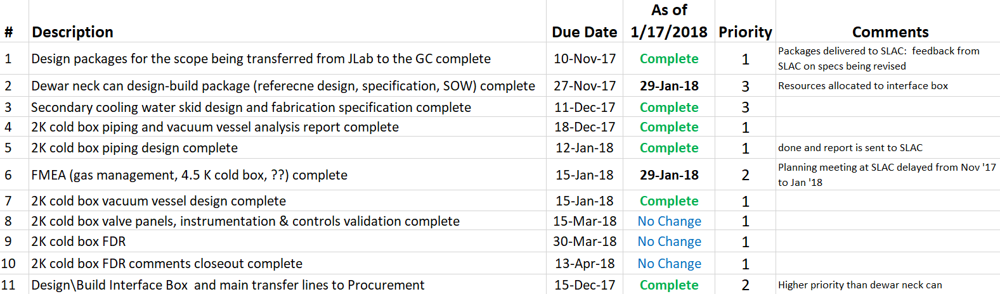 # Description Due Date As of 1/17/2018 Priority Comments
1 Design packages for the scope being transferred from JLab to the GC complete 10-Nov-17 Complete 1 Packages delivered to SLAC: feedback from SLAC on specs being revised
2 Dewar neck can design-build package (referecne design, specification, SOW) complete 27-Nov-17 29-Jan-18 3 Resources allocated to interface box
3 Secondary cooling water skid design and fabrication specification complete 11-Dec-17 Complete 3
4 2K cold box piping and vacuum vessel analysis report complete 18-Dec-17 Complete 1
5 2K cold box piping design complete 12-Jan-18 Complete 1 done and report is sent to SLAC
6 FMEA (gas management, 4.5 K cold box, ??) complete 15-Jan-18 29-Jan-18 2 Planning meeting at SLAC delayed from Nov '17 to Jan '18
7 2K cold box vacuum vessel design complete 15-Jan-18 Complete 1
8 2K cold box valve panels, instrumentation & controls validation complete 15-Mar-18 No Change 1
9 2K cold box FDR 30-Mar-18 No Change 1
10 2K cold box FDR comments closeout complete 13-Apr-18 No Change 1
11 Design\Build Interface Box and main transfer lines to Procurement 15-Dec-17 Complete 2 Higher priority than dewar neck can